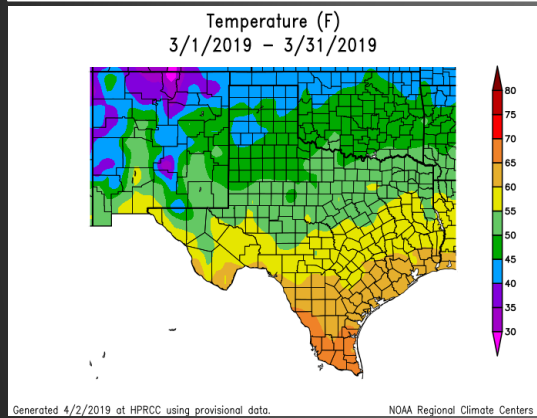 Temperature (F)
3/1/2019 – 3/31/2019
80
75
70
65
60
55
50
45
40
35
30
Generated 4/2/2019 at HPRCC using provisional data.
NOAA Regional Climate Centers